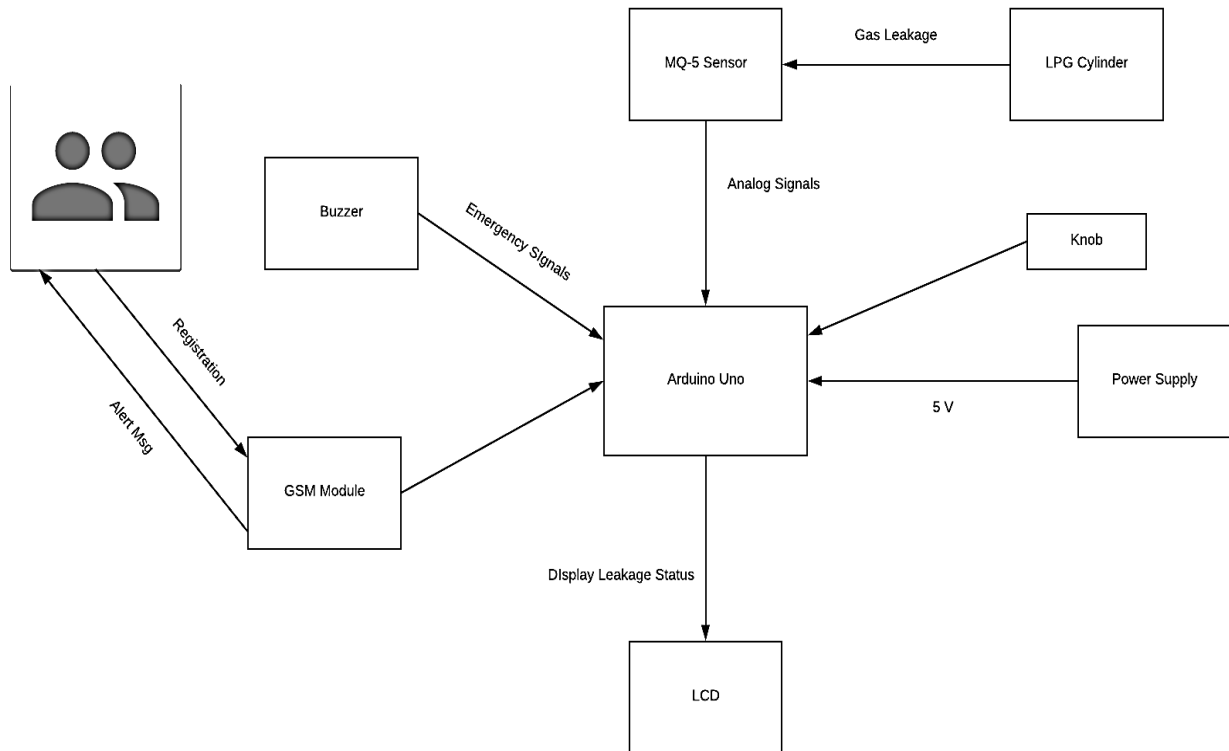 Gas Leakage
MQ-5 Sensor
LPG Cylinder
Analog Signals
Buzzer
Emergency SIgnals
Knob
Registration
Arduino Uno
Power Supply
5 V
Alert Msg
GSM Module
DIsplay Leakage Status
LCD